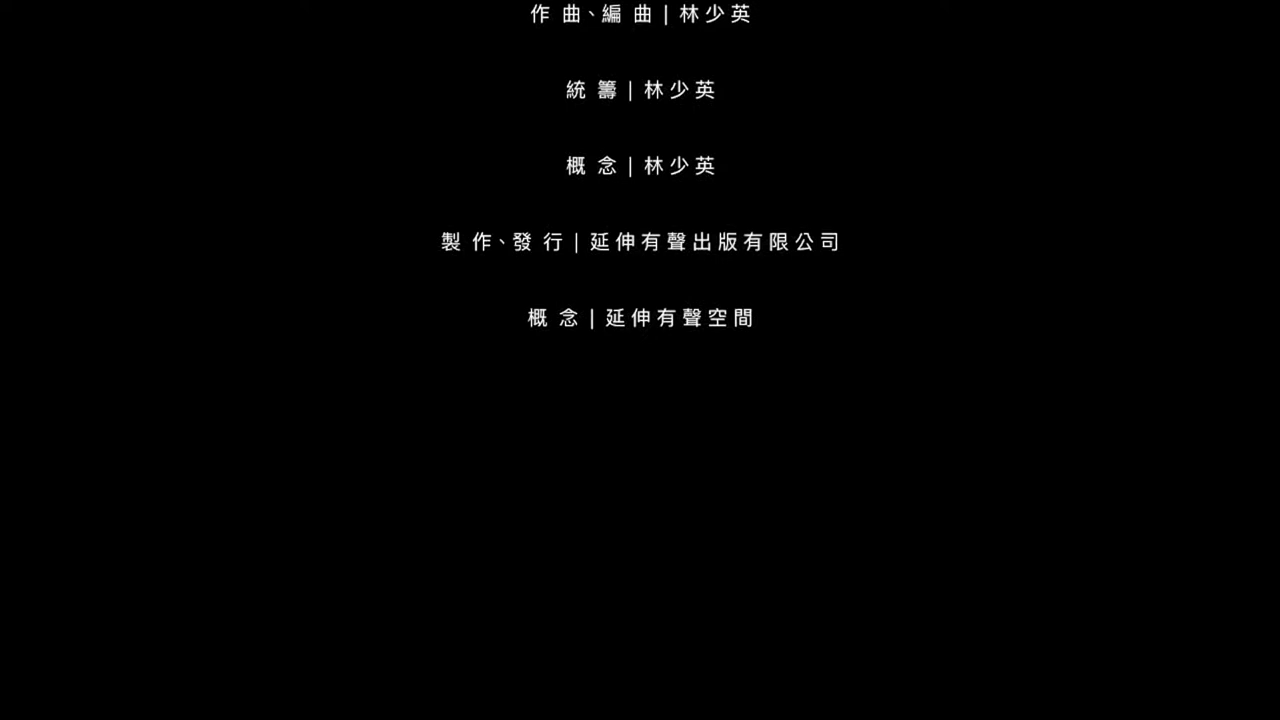 作 曲、編 曲 | 林少英
統 籌 | 林少英
概 念 | 林少英
製 作、發 行 | 延伸有聲出版有限公司
概 念 | 延伸有聲空間